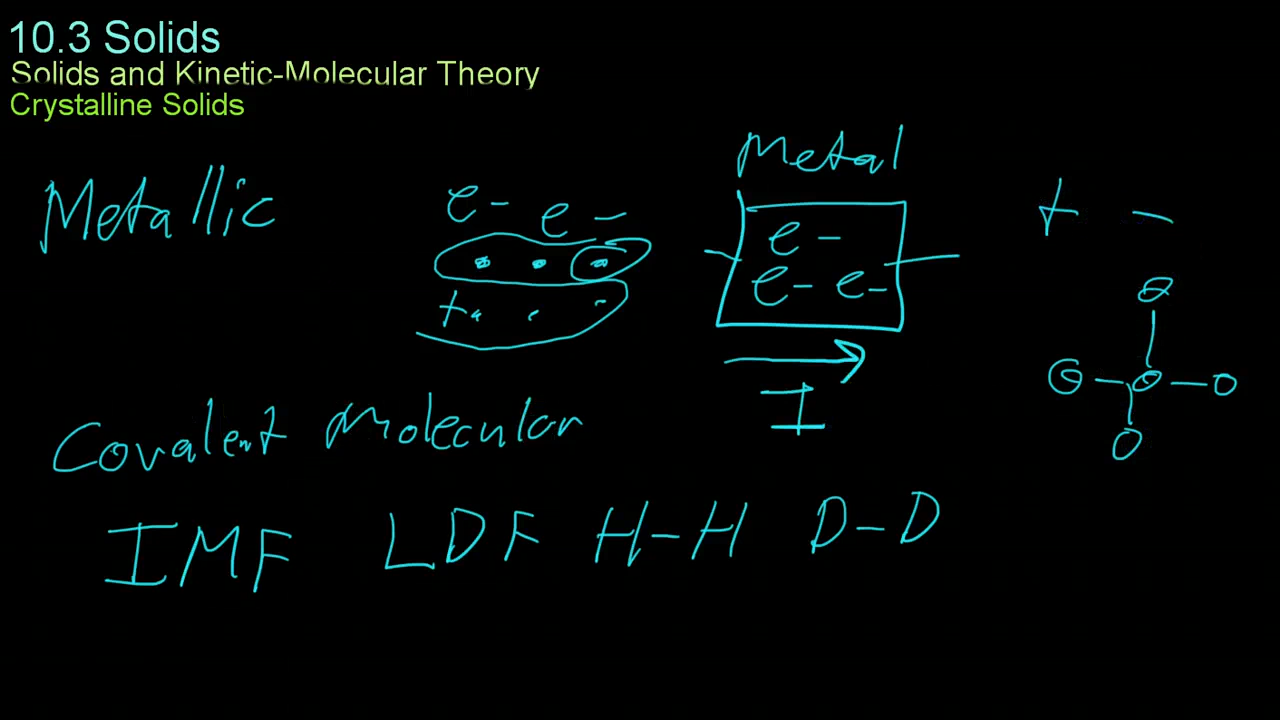 10.3 Solids
Solids and Kinetic-Molecular Theory
Crystalline Solids
Metal
Metallic
e- e-
e-
e- e-
+ -
+
I
Covalent Molecular
IMF LDF H-H D-D